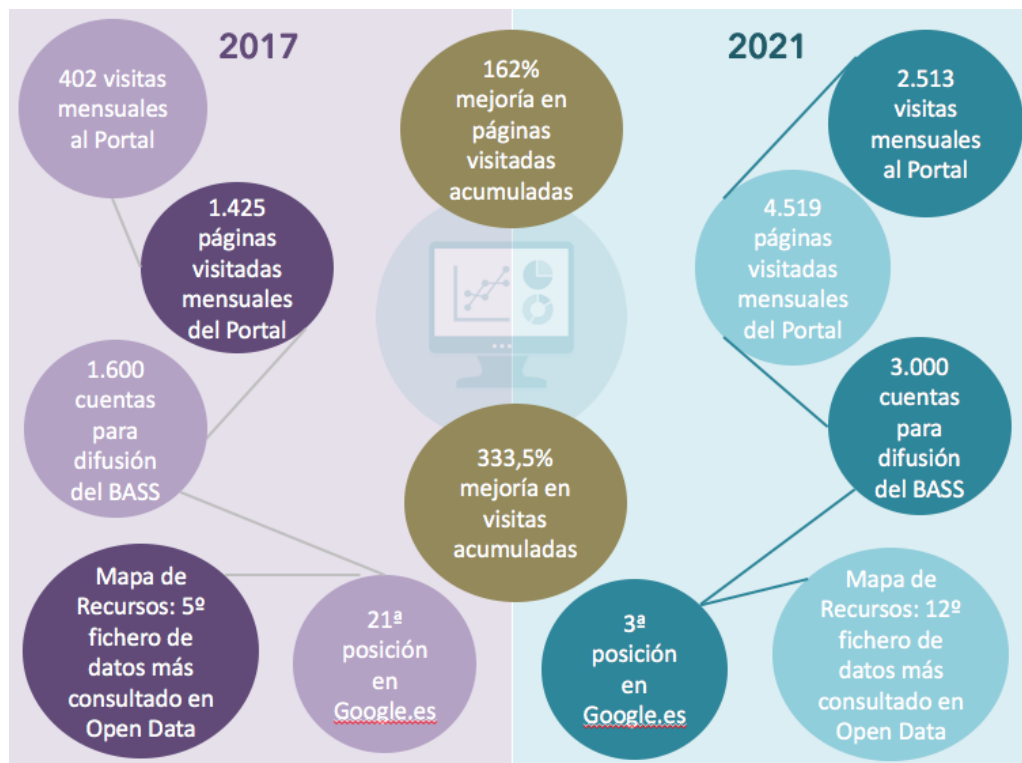 2017
402 visitas
mensuales
al Portal
1.425
páginas
visitadas
mensuales
del Portal
1.600
cuentas
para
difusión
del BASS
21ª
posición
en
Google.es
Mapa de
Recursos: 5º
fichero de
datos más
consultado en
Open Data
162%
mejoría en
páginas
visitadas
acumuladas
333,5%
mejoría en
visitas
acumuladas
2021
2.513
visitas
mensuales
al Portal
4.519
páginas
visitadas
mensuales
del Portal
3.000
cuentas
para
difusión
del BASS
3ª
posición
en
Google.es
Mapa de
Recursos: 12º
fichero de
datos más
consultado en
Open Data